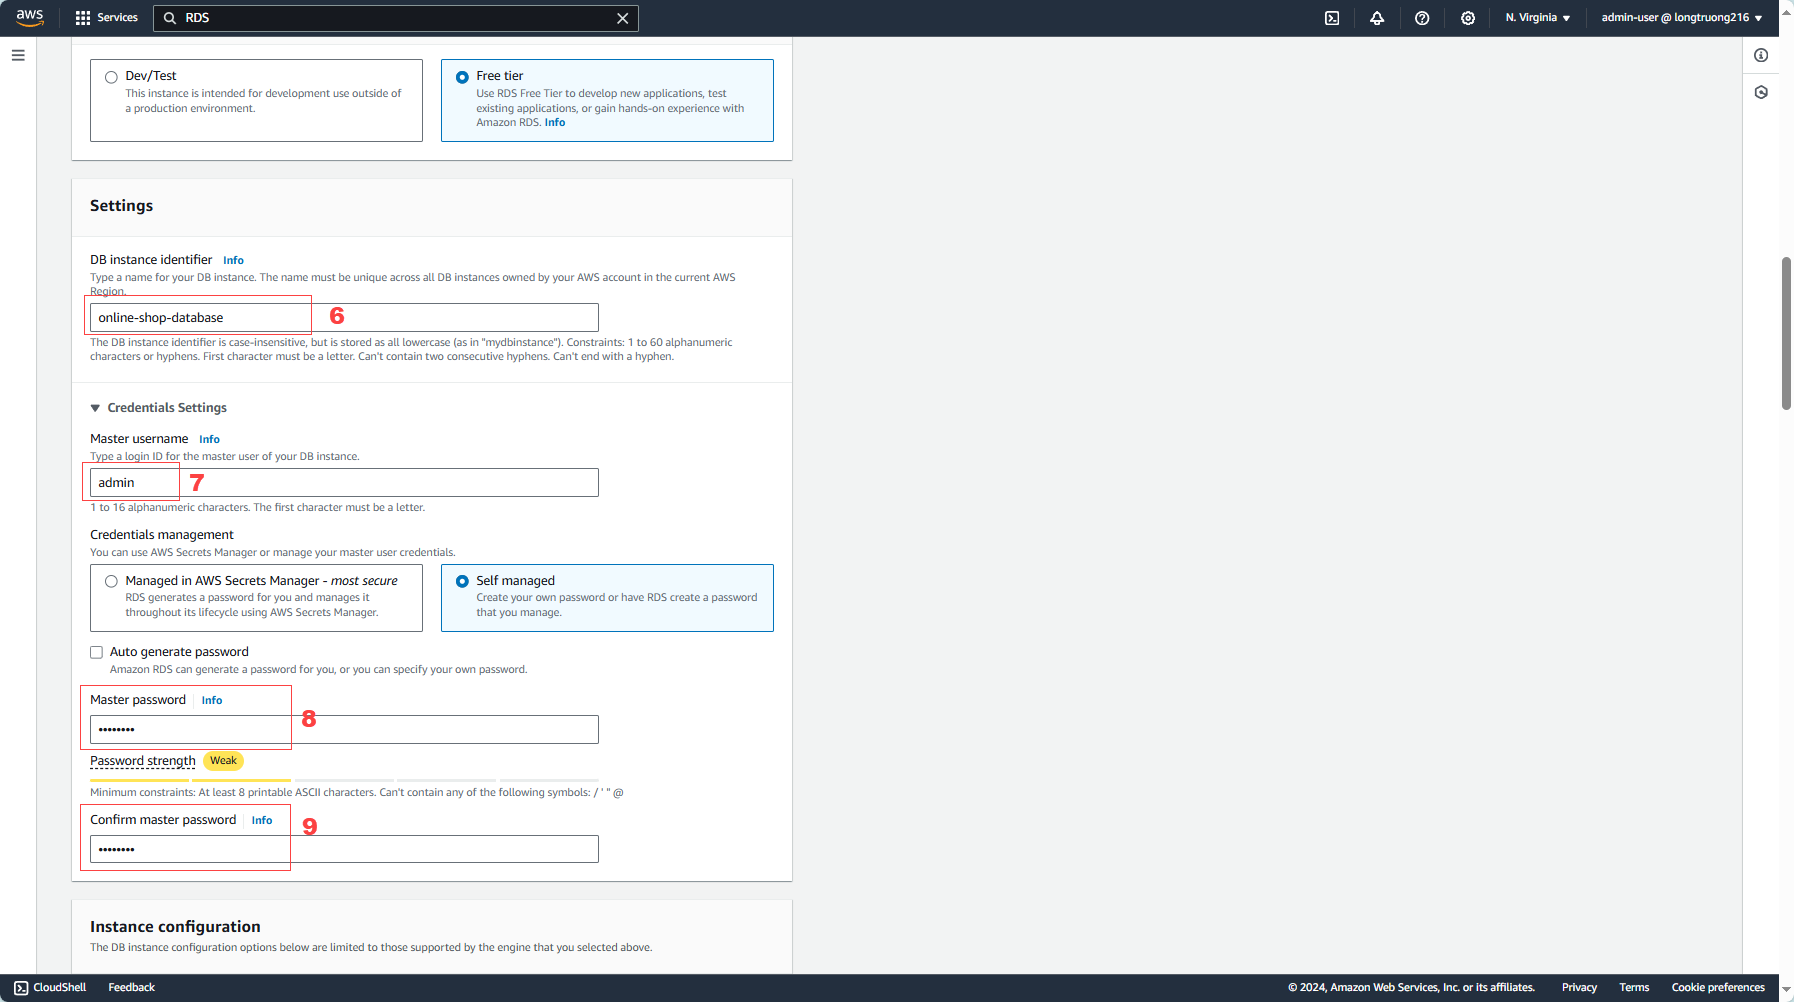 aws
Services
RDS
N. Virginia
admin-user @ longtruong216
Dev/Test
This instance is intended for development use outside of
a production environment.
Free tier
Use RDS Free Tier to develop new applications, test
existing applications, or gain hands-on experience with
Amazon RDS. Info
Settings
DB instance identifier Info
Type a name for your DB instance. The name must be unique across all DB instances owned by your AWS account in the current AWS
Region.
online-shop-database
6
The DB instance identifier is case-insensitive, but is stored as all lowercase (as in "mydbinstance"). Constraints: 1 to 60 alphanumeric
characters or hyphens. First character must be a letter. Can't contain two consecutive hyphens. Can't end with a hyphen.
Credentials Settings
Master username Info
Type a login ID for the master user of your DB instance.
admin
7
1 to 16 alphanumeric characters. The first character must be a letter.
Credentials management
You can use AWS Secrets Manager or manage your master user credentials.
Managed in AWS Secrets Manager - most secure
RDS generates a password for you and manages it
throughout its lifecycle using AWS Secrets Manager.
Self managed
Create your own password or have RDS create a password
that you manage.
Auto generate password
Amazon RDS can generate a password for you, or you can specify your own password.
Master password Info
••••••••
8
Password strength Weak
Minimum constraints: At least 8 printable ASCII characters. Can't contain any of the following symbols: / ' " @
Confirm master password Info
9
••••••••
Instance configuration
The DB instance configuration options below are limited to those supported by the engine that you selected above.
CloudShell
Feedback
© 2024, Amazon Web Services, Inc. or its affiliates.
Privacy
Terms
Cookie preferences